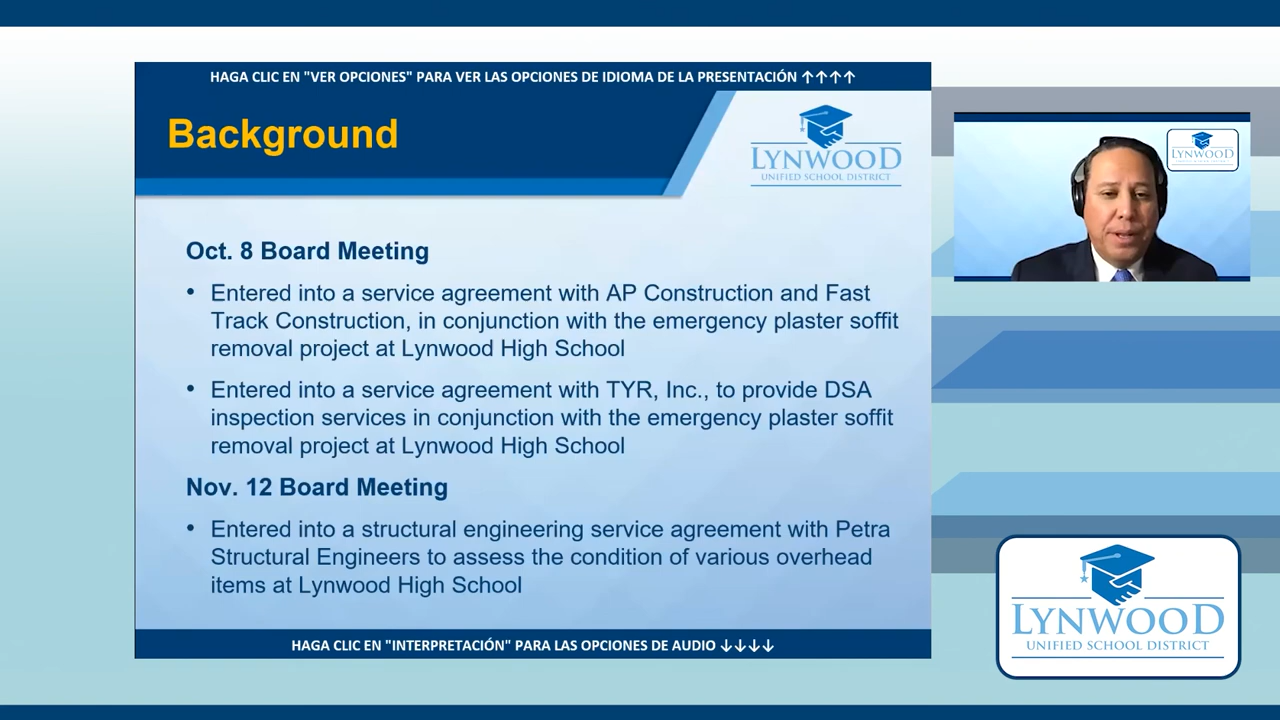 HAGA CLIC EN "VER OPCIONES" PARA VER LAS OPCIONES DE IDIOMA DE LA PRESENTACIÓN ↑↑↑↑
Background
LYNWOOD
UNIFIED SCHOOL DISTRICT
LYNWOOD
Oct. 8 Board Meeting
• Entered into a service agreement with AP Construction and Fast
Track Construction, in conjunction with the emergency plaster soffit
removal project at Lynwood High School
• Entered into a service agreement with TYR, Inc., to provide DSA
inspection services in conjunction with the emergency plaster soffit
removal project at Lynwood High School
Nov. 12 Board Meeting
• Entered into a structural engineering service agreement with Petra
Structural Engineers to assess the condition of various overhead
items at Lynwood High School
HAGA CLIC EN "INTERPRETACIÓN" PARA LAS OPCIONES DE AUDIO ↓↓↓↓
LYNWOOD
UNIFIED SCHOOL DISTRICT